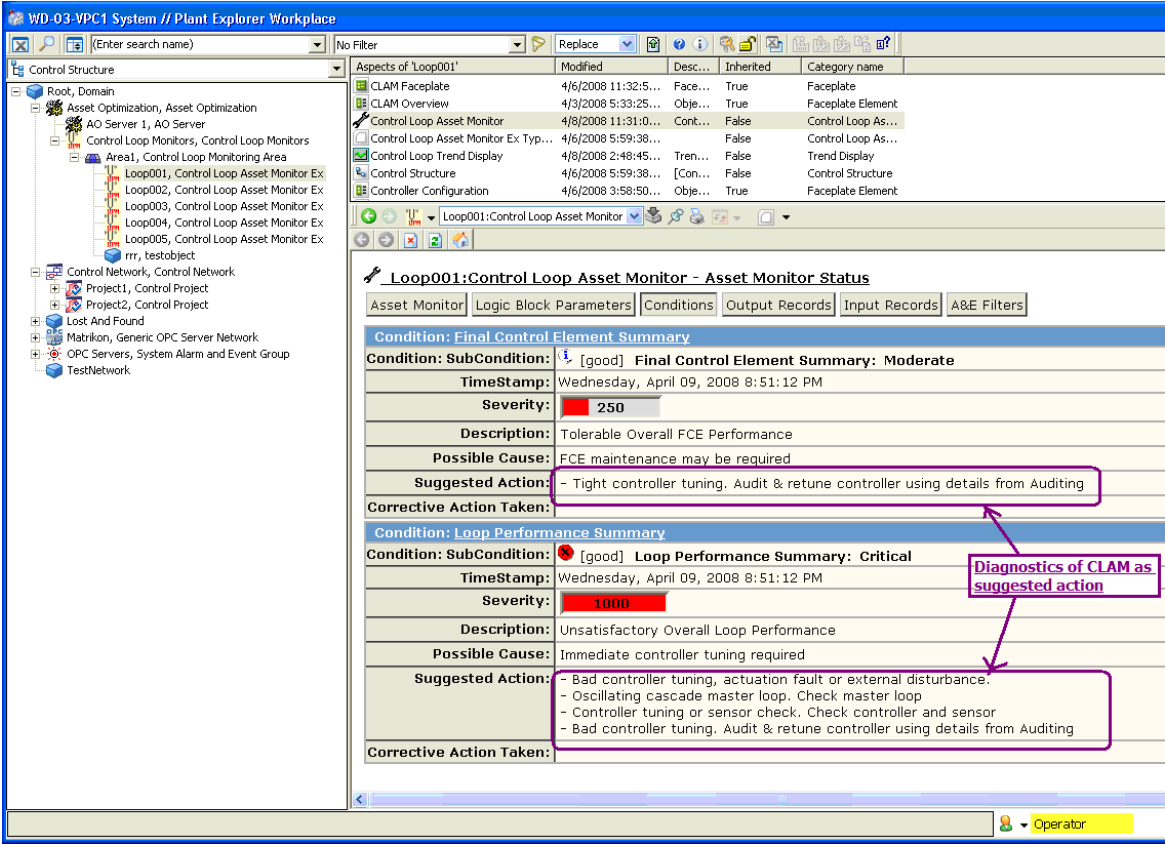 WD-03-VPC1 System // Plant Explorer Workplace
(Enter search name) No Filter Replace
Control Structure
Root, Domain
Asset Optimization, Asset Optimization
AO Server 1, AO Server
Control Loop Monitors, Control Loop Monitors
Area1, Control Loop Monitoring Area
Loop001, Control Loop Asset Monitor Ex
Loop002, Control Loop Asset Monitor Ex
Loop003, Control Loop Asset Monitor Ex
Loop004, Control Loop Asset Monitor Ex
Loop005, Control Loop Asset Monitor Ex
rrr, testobject
Control Network, Control Network
Project1, Control Project
Project2, Control Project
Lost And Found
Matrikon, Generic OPC Server Network
OPC Servers, System Alarm and Event Group
TestNetwork
Aspects of 'Loop001' Modified Desc... Inherited Category name
CLAM Faceplate 4/6/2008 11:32:5... Face... True Faceplate
CLAM Overview 4/3/2008 5:33:25... Obje... True Faceplate Element
Control Loop Asset Monitor 4/8/2008 11:31:0... Cont... False Control Loop As...
Control Loop Asset Monitor Ex Typ... 4/6/2008 5:59:38... False Control Loop As...
Control Loop Trend Display 4/8/2008 2:48:45... Tren... False Trend Display
Control Structure 4/6/2008 5:59:38... [Con... False Control Structure
Controller Configuration 4/6/2008 3:58:50... Obje... True Faceplate Element
Loop001:Control Loop Asset Monitor
Loop001:Control Loop Asset Monitor - Asset Monitor Status
Asset Monitor Logic Block Parameters Conditions Output Records Input Records A&E Filters
Condition: Final Control Element Summary
Condition: SubCondition: [good] Final Control Element Summary: Moderate
TimeStamp: Wednesday, April 09, 2008 8:51:12 PM
Severity: 250
Description: Tolerable Overall FCE Performance
Possible Cause: FCE maintenance may be required
Suggested Action: - Tight controller tuning. Audit & retune controller using details from Auditing
Corrective Action Taken:
Condition: Loop Performance Summary
Condition: SubCondition: [good] Loop Performance Summary: Critical
TimeStamp: Wednesday, April 09, 2008 8:51:12 PM
Severity: 1000
Description: Unsatisfactory Overall Loop Performance
Possible Cause: Immediate controller tuning required
Suggested Action: - Bad controller tuning, actuation fault or external disturbance.
- Oscillating cascade master loop. Check master loop
- Controller tuning or sensor check. Check controller and sensor
- Bad controller tuning. Audit & retune controller using details from Auditing
Corrective Action Taken:
Diagnostics of CLAM as
suggested action
Operator